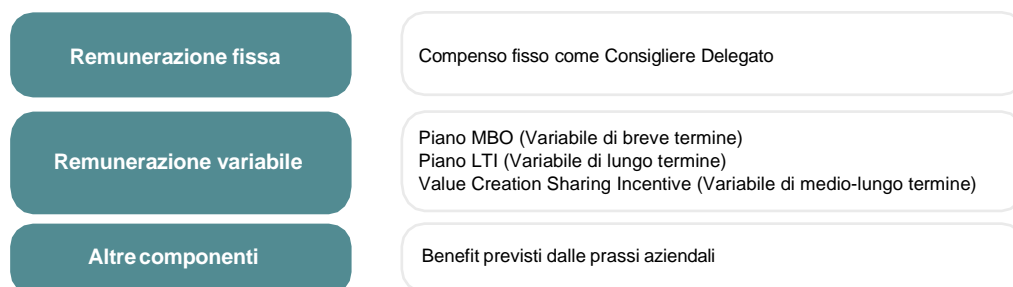 Remunerazione fissa
Compenso fisso come Consigliere Delegato
Remunerazione variabile
Piano MBO (Variabile di breve termine)
Piano LTI (Variabile di lungo termine)
Value Creation Sharing Incentive (Variabile di medio-lungo termine)
Altre componenti
Benefit previsti dalle prassi aziendali